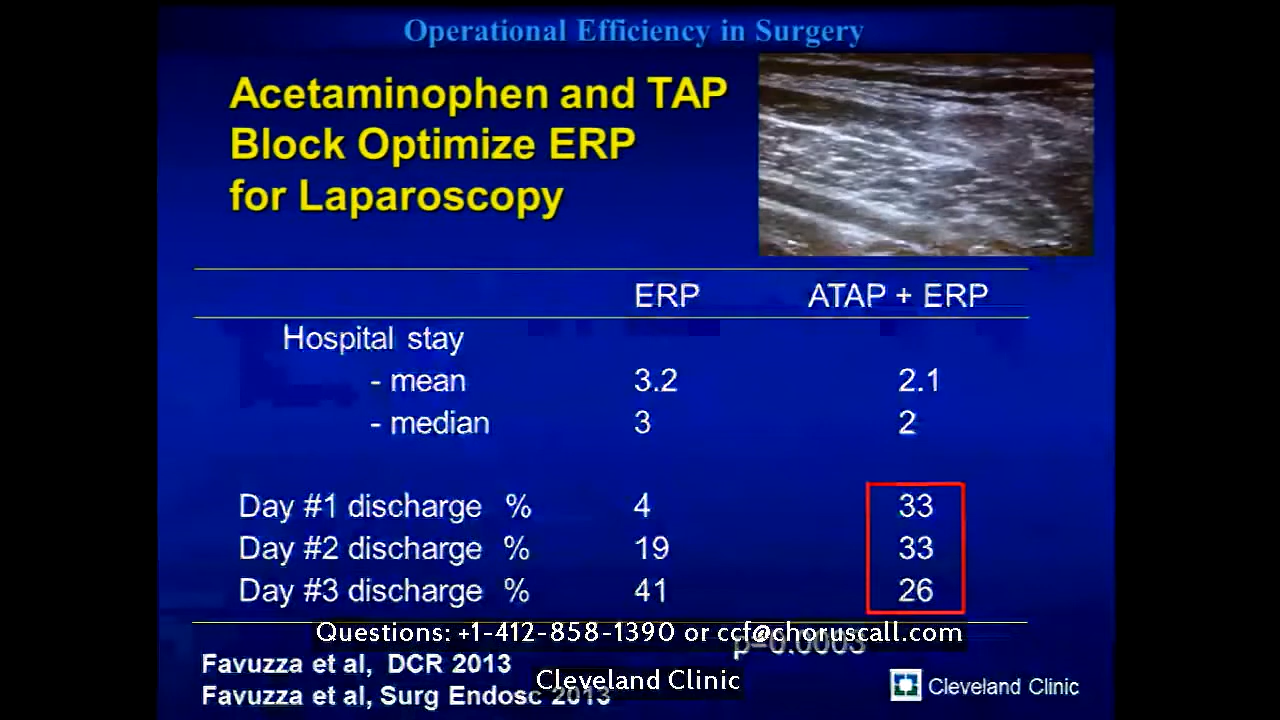 Operational Efficiency in Surgery
Acetaminophen and TAP
Block Optimize ERP
for Laparoscopy
ERP ATAP + ERP
Hospital stay
- mean 3.2 2.1
- median 3 2
Day #1 discharge % 4 33
Day #2 discharge % 19 33
Day #3 discharge % 41 26
Questions: +1-412-858-1390 or ccf@choruscall.com
p=0.0003
Favuzza et al, DCR 2013
Cleveland Clinic
Favuzza et al, Surg Endosc 2013
Cleveland Clinic